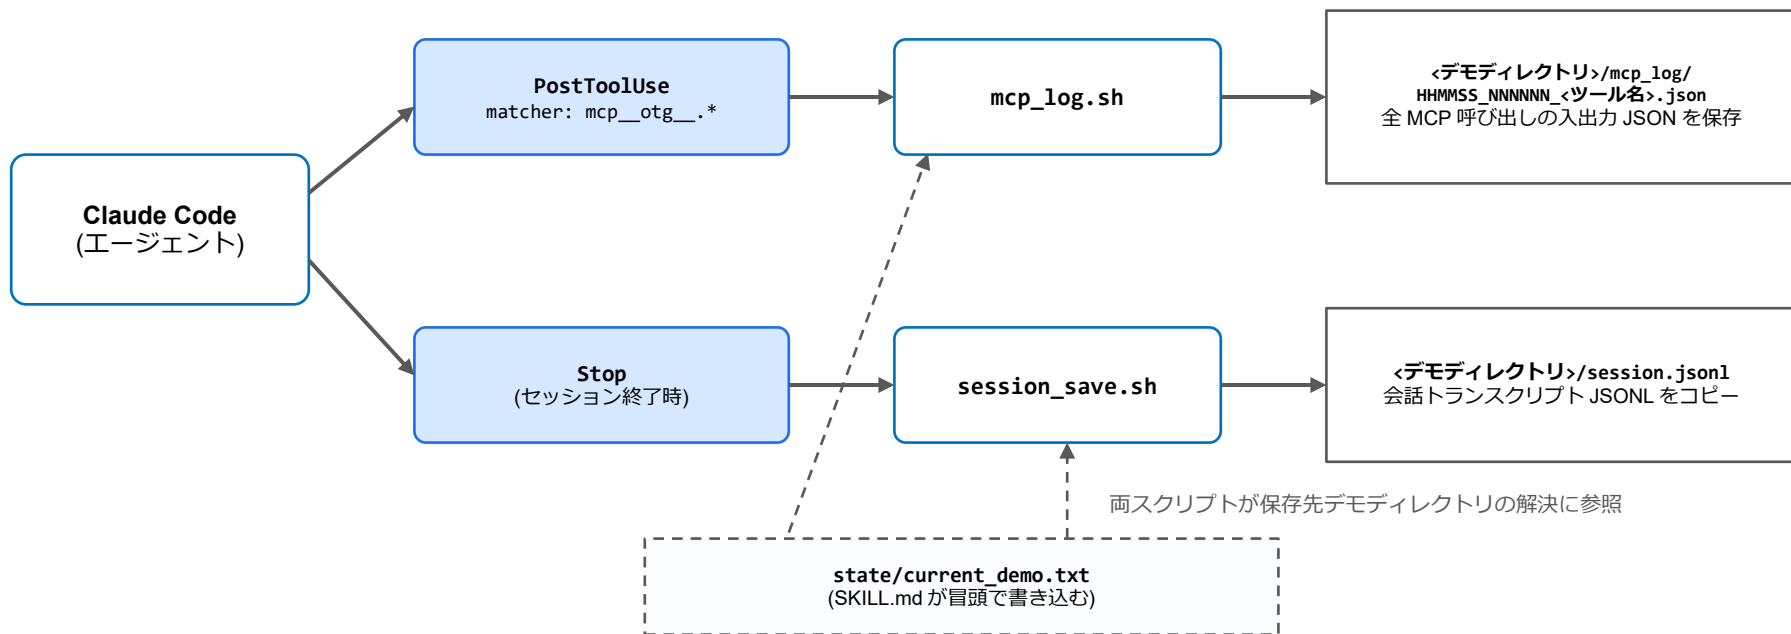 Claude Code
(エージェント)
PostToolUse
matcher: mcp__otg__.*
mcp_log.sh
<デモディレクトリ>/mcp_log/
HHMMSS_NNNNNN_<ツール名>.json
全 MCP 呼び出しの入出力 JSON を保存
Stop
(セッション終了時)
session_save.sh
<デモディレクトリ>/session.jsonl
会話トランスクリプト JSONL をコピー
両スクリプトが保存先デモディレクトリの解決に参照
state/current_demo.txt
(SKILL.md が冒頭で書き込む)